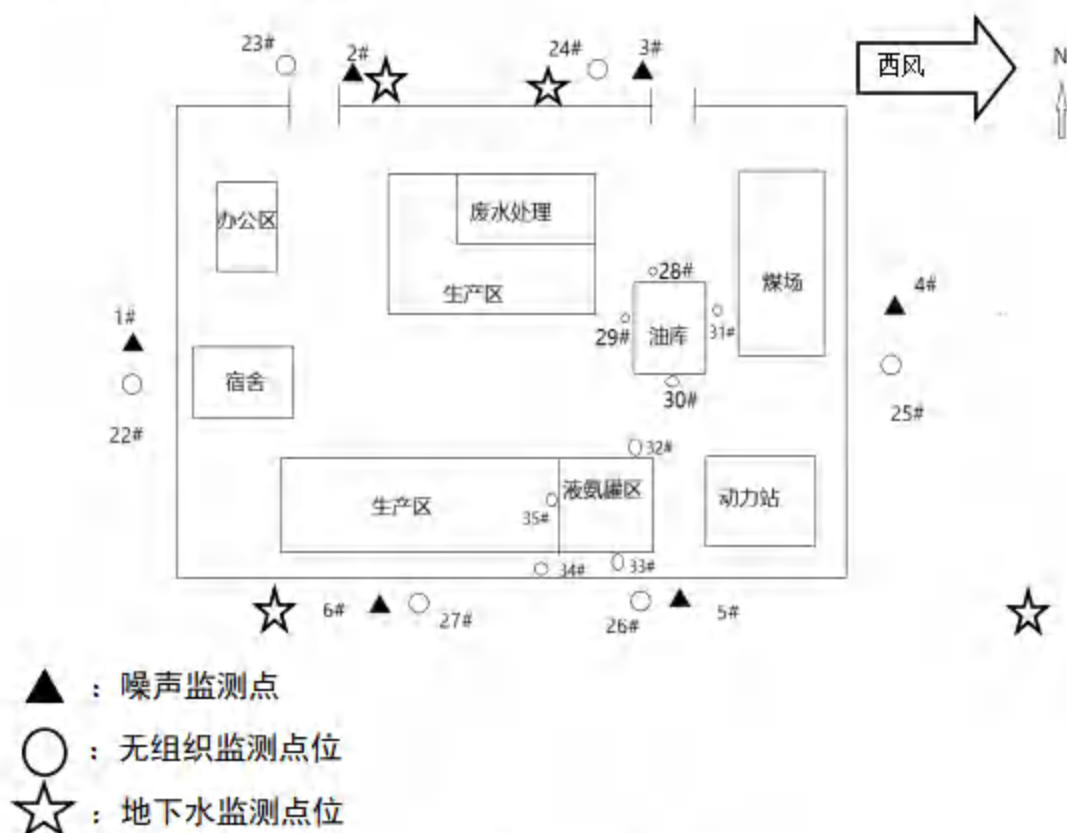 23#
2#
24#
3#
西风
N
办公区
废水处理
生产区
28#
煤场
4#
1#
29#
油库
31#
宿舍
30#
25#
22#
32#
生产区
液氨罐区
动力站
35#
34#
33#
6#
27#
26#
5#
：噪声监测点
：无组织监测点位
：地下水监测点位